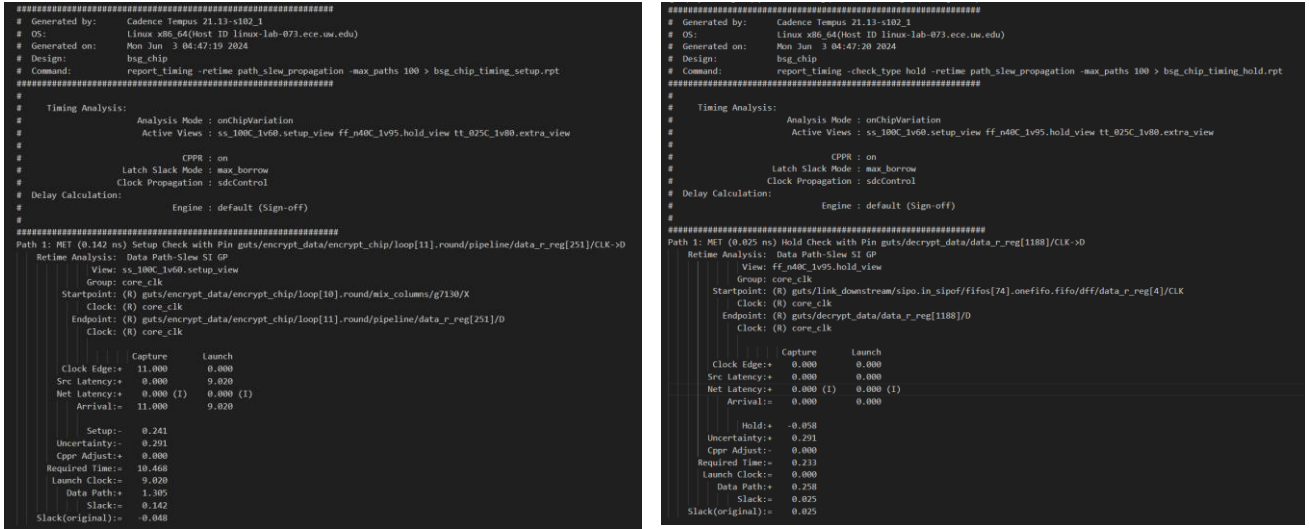 ################################################################
# Generated by: Cadence Tempus 21.13-s102_1
# OS: Linux x86_64(Host ID linux-lab-073.ece.uw.edu)
# Generated on: Mon Jun 3 04:47:19 2024
# Design: bsg_chip
# Command: report_timing -retime path_slew_propagation -max_paths 100 > bsg_chip_timing_setup.rpt
################################################################
#
# Timing Analysis:
# Analysis Mode : onChipVariation
# Active Views : ss_100C_1v60.setup_view ff_n40C_1v95.hold_view tt_025C_1v80.extra_view
#
# CPPR : on
# Latch Slack Mode : max_borrow
# Clock Propagation : sdcControl
# Delay Calculation:
# Engine : default (Sign-off)
#
################################################################
Path 1: MET (0.142 ns) Setup Check with Pin guts/encrypt_data/encrypt_chip/loop[11].round/pipeline/data_r_reg[251]/CLK->D
Retime Analysis: Data Path-Slew SI GP
View: ss_100C_1v60.setup_view
Group: core_clk
Startpoint: (R) guts/encrypt_data/encrypt_chip/loop[10].round/mix_columns/g7130/X
Clock: (R) core_clk
Endpoint: (R) guts/encrypt_data/encrypt_chip/loop[11].round/pipeline/data_r_reg[251]/D
Clock: (R) core_clk
Capture Launch
Clock Edge:+ 11.000 0.000
Src Latency:+ 0.000 9.020
Net Latency:+ 0.000 (I) 0.000 (I)
Arrival:= 11.000 9.020
Setup:- 0.241
Uncertainty:- 0.291
Cppr Adjust:+ 0.000
Required Time:= 10.468
Launch Clock:= 9.020
Data Path:+ 1.305
Slack:= 0.142
Slack(original):= -0.048
################################################################
# Generated by: Cadence Tempus 21.13-s102_1
# OS: Linux x86_64(Host ID linux-lab-073.ece.uw.edu)
# Generated on: Mon Jun 3 04:47:20 2024
# Design: bsg_chip
# Command: report_timing -check_type hold -retime path_slew_propagation -max_paths 100 > bsg_chip_timing_hold.rpt
################################################################
#
# Timing Analysis:
# Analysis Mode : onChipVariation
# Active Views : ss_100C_1v60.setup_view ff_n40C_1v95.hold_view tt_025C_1v80.extra_view
#
# CPPR : on
# Latch Slack Mode : max_borrow
# Clock Propagation : sdcControl
# Delay Calculation:
# Engine : default (Sign-off)
#
################################################################
Path 1: MET (0.025 ns) Hold Check with Pin guts/decrypt_data/data_r_reg[1188]/CLK->D
Retime Analysis: Data Path-Slew SI GP
View: ff_n40C_1v95.hold_view
Group: core_clk
Startpoint: (R) guts/link_downstream/sipo.in_sipof/fifos[74].onefifo.fifo/dff/data_r_reg[4]/CLK
Clock: (R) core_clk
Endpoint: (R) guts/decrypt_data/data_r_reg[1188]/D
Clock: (R) core_clk
Capture Launch
Clock Edge:+ 0.000 0.000
Src Latency:+ 0.000 0.000
Net Latency:+ 0.000 (I) 0.000 (I)
Arrival:= 0.000 0.000
Hold:+ -0.058
Uncertainty:+ 0.291
Cppr Adjust:- 0.000
Required Time:= 0.233
Launch Clock:= 0.000
Data Path:+ 0.258
Slack:= 0.025
Slack(original):= 0.025